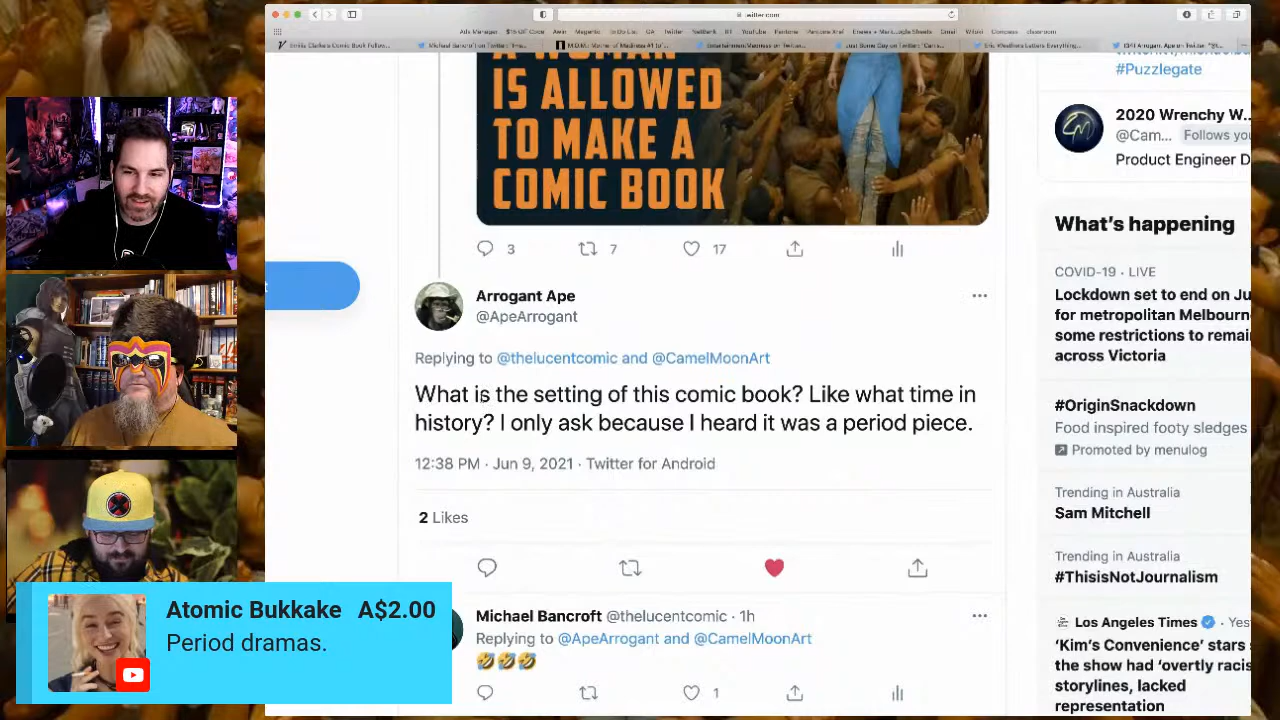 twitter.com
A WOMAN
IS ALLOWED
TO MAKE A
COMIC BOOK
3
7
17
Arrogant Ape
@ApeArrogant
Replying to @thelucentcomic and @CamelMoonArt
What is the setting of this comic book? Like what time in
history? I only ask because I heard it was a period piece.
12:38 PM · Jun 9, 2021 · Twitter for Android
2 Likes
Michael Bancroft @thelucentcomic · 1h
Replying to @ApeArrogant and @CamelMoonArt
🤣🤣🤣
1
#Puzzlegate
2020 Wrenchy W...
@Cam... Follows you
Product Engineer D
What's happening
COVID-19 · LIVE
Lockdown set to end on Ju
for metropolitan Melbourn
some restrictions to remai
across Victoria
#OriginSnackdown
Food inspired footy sledges
Promoted by menulog
Trending in Australia
Sam Mitchell
Trending in Australia
#ThisisNotJournalism
Los Angeles Times · Yes
'Kim's Convenience' stars s
the show had 'overtly racis
storylines, lacked
representation
Atomic Bukkake A$2.00
Period dramas.